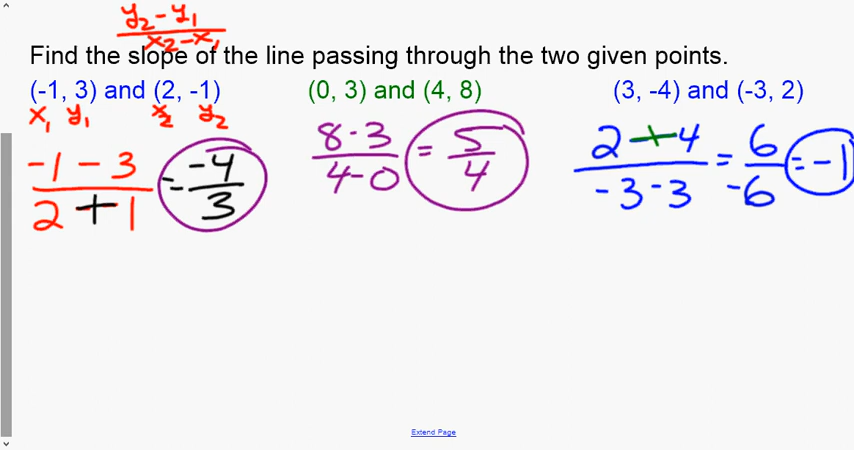 y₂ - y₁
x₂ - x₁
Find the slope of the line passing through the two given points.
(-1, 3) and (2, -1) (0, 3) and (4, 8) (3, -4) and (-3, 2)
x₁ y₁ x₂ y₂
-1 - 3 = -4
2 + 1 3
8 - 3 = 5
4 - 0 4
2 + 4 = 6 = -1
-3 - 3 -6
Extend Page